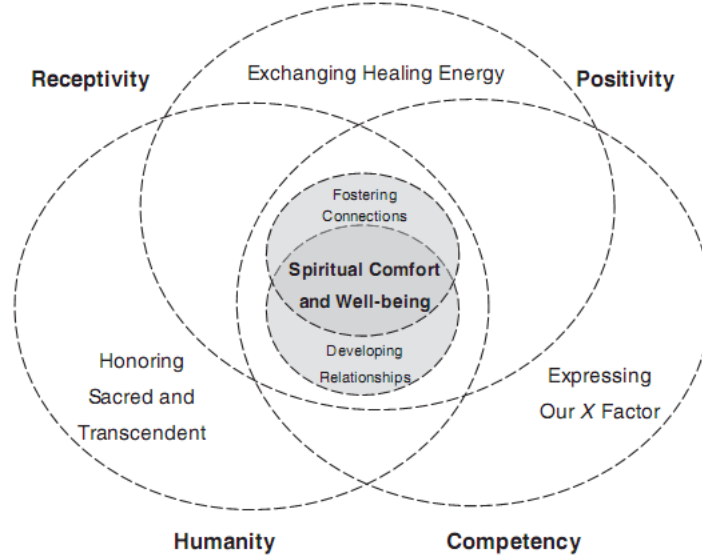 Receptivity
Exchanging Healing Energy
Positivity
Fostering
Connections
Spiritual Comfort
and Well-being
Developing
Relationships
Honoring
Sacred and
Transcendent
Expressing
Our X Factor
Humanity
Competency